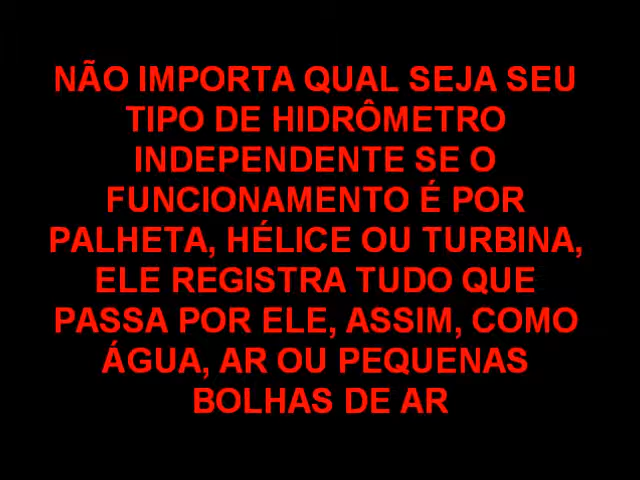 NÃO IMPORTA QUAL SEJA SEU
TIPO DE HIDRÔMETRO
INDEPENDENTE SE O
FUNCIONAMENTO É POR
PALHETA, HÉLICE OU TURBINA,
ELE REGISTRA TUDO QUE
PASSA POR ELE, ASSIM, COMO
ÁGUA, AR OU PEQUENAS
BOLHAS DE AR